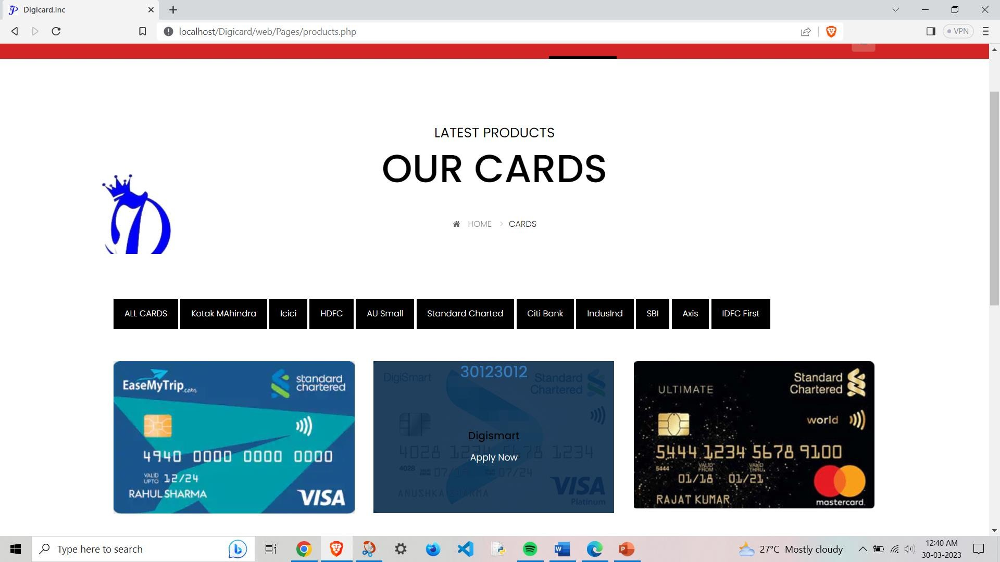 Digicard.inc
localhost/Digicard/web/Pages/products.php
VPN
LATEST PRODUCTS
OUR CARDS
HOME > CARDS
ALL CARDS Kotak MAhindra Icici HDFC AU Small Standard Charted Citi Bank IndusInd SBI Axis IDFC First
EaseMyTrip.com standard chartered
4940 0000 0000 0000
VALID UPTO 12/24
RAHUL SHARMA VISA
30123012
DigiSmart Standard Chartered
Digismart
4028 1234 5678 1234
Apply Now
4028 07/24
ANUSHKA SHARMA VISA
Platinum
ULTIMATE Standard Chartered
world
5444 1234 5678 9100
5444 VALID FROM VALID THRU
01/18 01/21
RAJAT KUMAR mastercard.
Type here to search
27°C Mostly cloudy
12:40 AM
30-03-2023